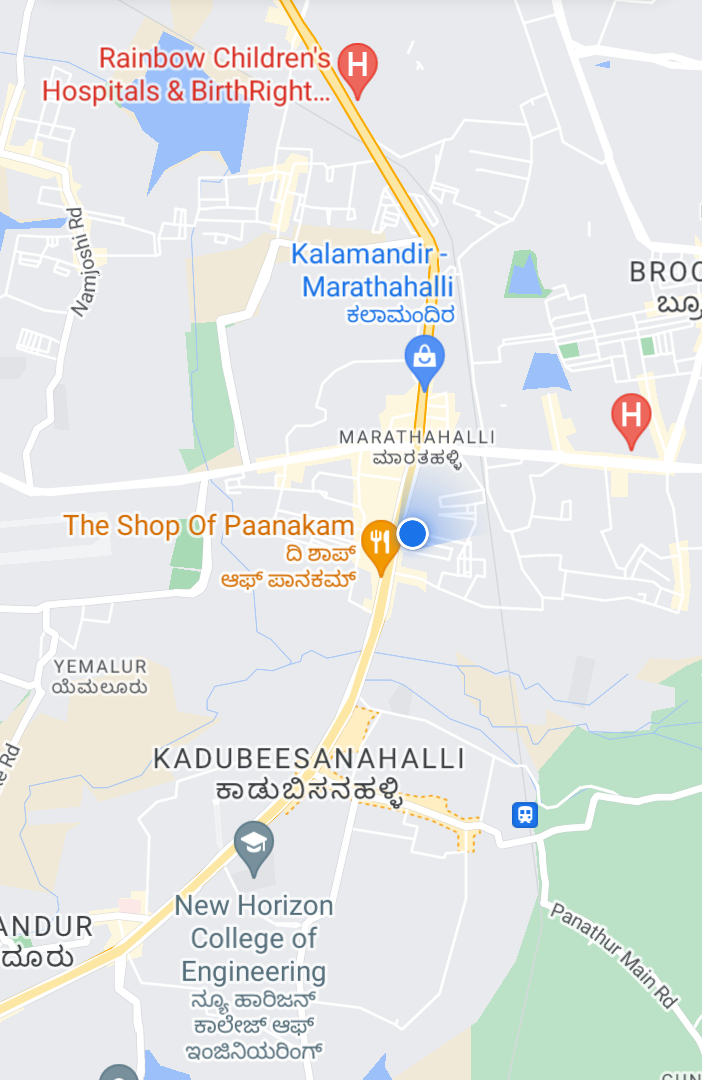 Rainbow Children's
Hospitals & BirthRight...
Namjoshi Rd
Kalamandir -
Marathahalli
ಕಲಾಮಂದಿರ
BROO
ಬ್ರೂ
MARATHAHALLI
ಮಾರತಹಳ್ಳಿ
The Shop Of Paanakam
ದಿ ಶಾಪ್
ಆಫ್ ಪಾನಕಮ್
YEMALUR
ಯೆಮಲೂರು
KADUBEESANAHALLI
ಕಾಡುಬಿಸನಹಳ್ಳಿ
e Rd
New Horizon
College of
Engineering
ನ್ಯೂ ಹಾರಿಜನ್
ಕಾಲೇಜ್ ಆಫ್
ಇಂಜಿನಿಯರಿಂಗ್
ANDUR
ದೂರು
Panathur Main Rd
H
H